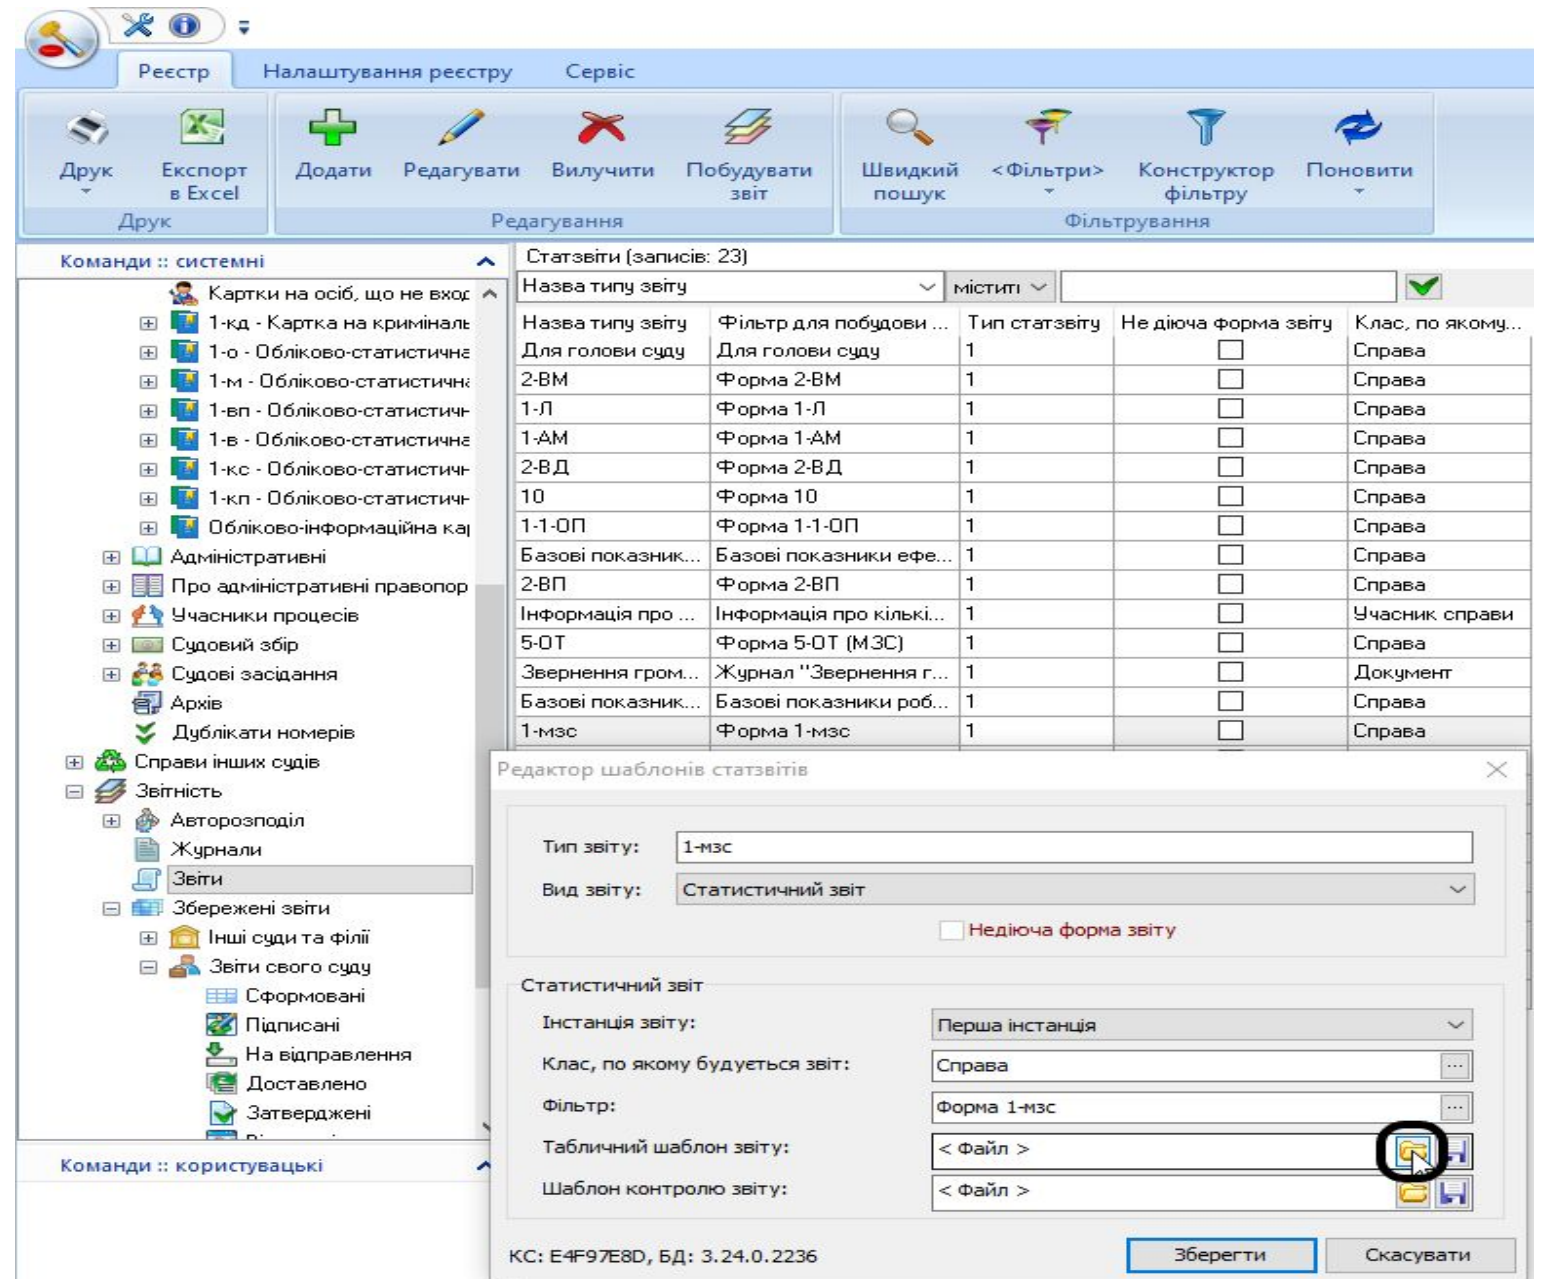 Реєстр Налаштування реєстру Сервіс
Друк Експорт в Excel Додати Редагувати Вилучити Побудувати звіт Швидкий пошук <Фільтри> Конструктор фільтру Поновити
Друк Редагування Фільтрування
Команди :: системні
Картки на осіб, що не вход
1-кд - Картка на криміналь
1-о - Обліково-статистична
1-м - Обліково-статистичн
1-вп - Обліково-статистичн
1-в - Обліково-статистична
1-кс - Обліково-статистичн
1-кп - Обліково-статистичн
Обліково-інформаційна ка
Адміністративні
Про адміністративні правопор
Учасники процесів
Судовий збір
Судові засідання
Архів
Дублікати номерів
Справи інших судів
Звітність
Авторозподіл
Журнали
Звіти
Збережені звіти
Інші суди та філії
Звіти свого суду
Сформовані
Підписані
На відправлення
Доставлено
Затверджені
Команди :: користувацькі
Статзвіти (записів: 23)
Назва типу звіту містити
Назва типу звіту Фільтр для побудови ... Тип статзвіту Не діюча форма звіту Клас, по якому...
Для голови суду Для голови суду 1 Справа
2-ВМ Форма 2-ВМ 1 Справа
1-Л Форма 1-Л 1 Справа
1-АМ Форма 1-АМ 1 Справа
2-ВД Форма 2-ВД 1 Справа
10 Форма 10 1 Справа
1-1-ОП Форма 1-1-ОП 1 Справа
Базові показник... Базові показники ефе... 1 Справа
2-ВП Форма 2-ВП 1 Справа
Інформація про ... Інформація про кількі... 1 Учасник справи
5-ОТ Форма 5-ОТ (МЗС) 1 Справа
Звернення гром... Журнал "Звернення г... 1 Документ
Базові показник... Базові показники роб... 1 Справа
1-мзс Форма 1-мзс 1 Справа
Редактор шаблонів статзвітів
Тип звіту: 1-мзс
Вид звіту: Статистичний звіт
Недіюча форма звіту
Статистичний звіт
Інстанція звіту: Перша інстанція
Клас, по якому будується звіт: Справа ...
Фільтр: Форма 1-мзс ...
Табличний шаблон звіту: < Файл >
Шаблон контролю звіту: < Файл >
КС: E4F97E8D, БД: 3.24.0.2236 Зберегти Скасувати